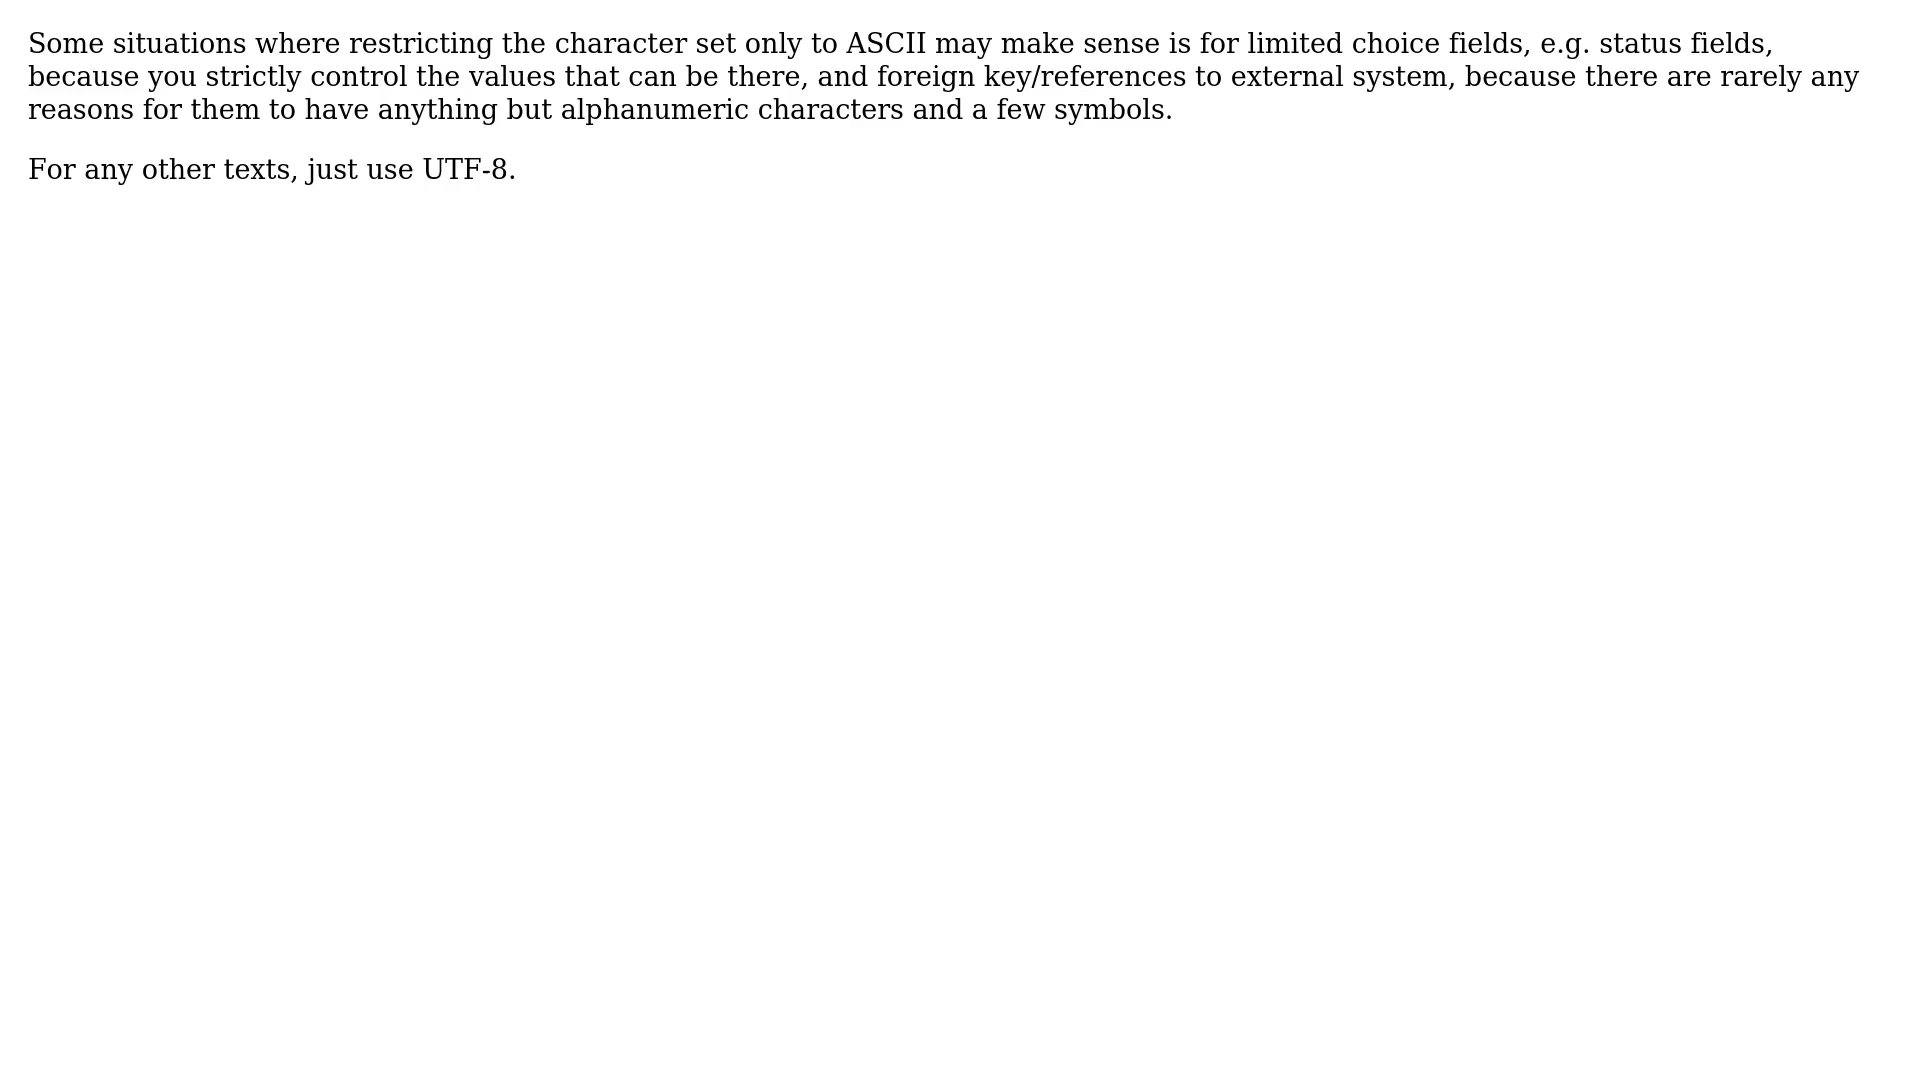 Some situations where restricting the character set only to ASCII may make sense is for limited choice fields, e.g. status fields,
because you strictly control the values that can be there, and foreign key/references to external system, because there are rarely any
reasons for them to have anything but alphanumeric characters and a few symbols.
For any other texts, just use UTF-8.